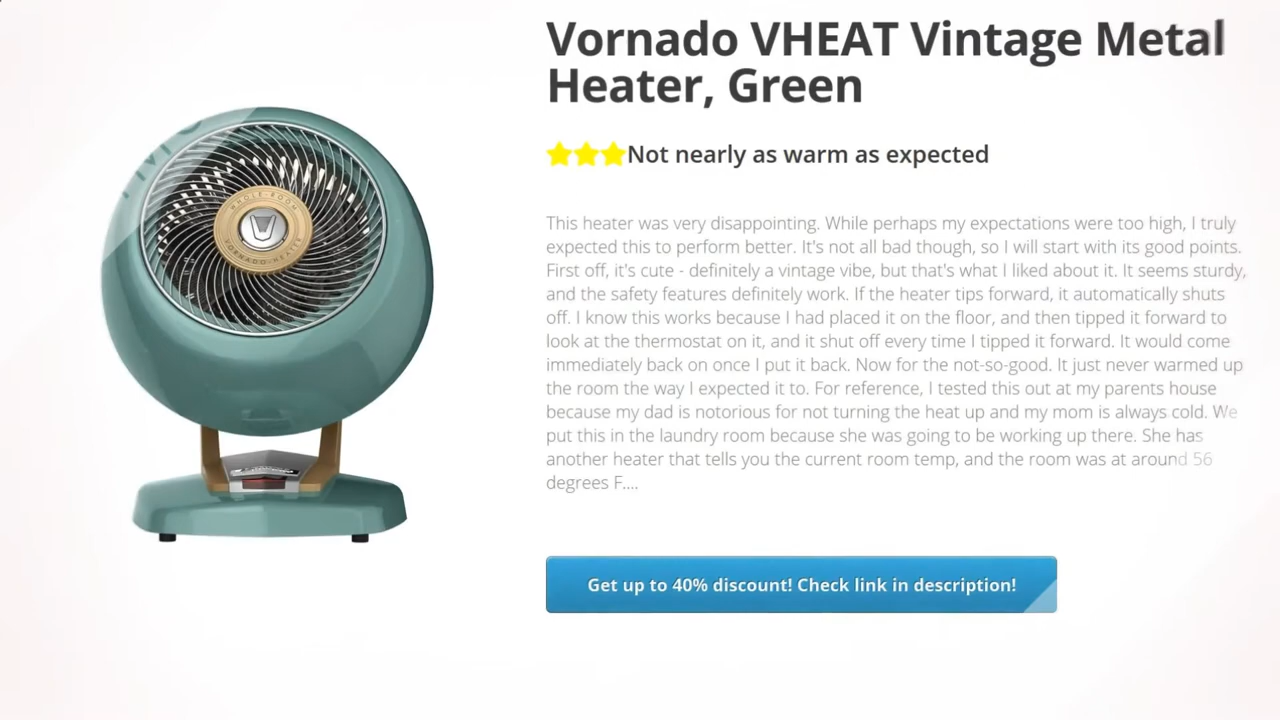 Vornado VHEAT Vintage Metal
Heater, Green
Not nearly as warm as expected
This heater was very disappointing. While perhaps my expectations were too high, I truly
expected this to perform better. It's not all bad though, so I will start with its good points.
First off, it's cute - definitely a vintage vibe, but that's what I liked about it. It seems sturdy,
and the safety features definitely work. If the heater tips forward, it automatically shuts
off. I know this works because I had placed it on the floor, and then tipped it forward to
look at the thermostat on it, and it shut off every time I tipped it forward. It would come
immediately back on once I put it back. Now for the not-so-good. It just never warmed up
the room the way I expected it to. For reference, I tested this out at my parents house
because my dad is notorious for not turning the heat up and my mom is always cold. We
put this in the laundry room because she was going to be working up there. She has
another heater that tells you the current room temp, and the room was at around 56
degrees F....
Get up to 40% discount! Check link in description!
WHOLE ROOM
VORNADO HEATER